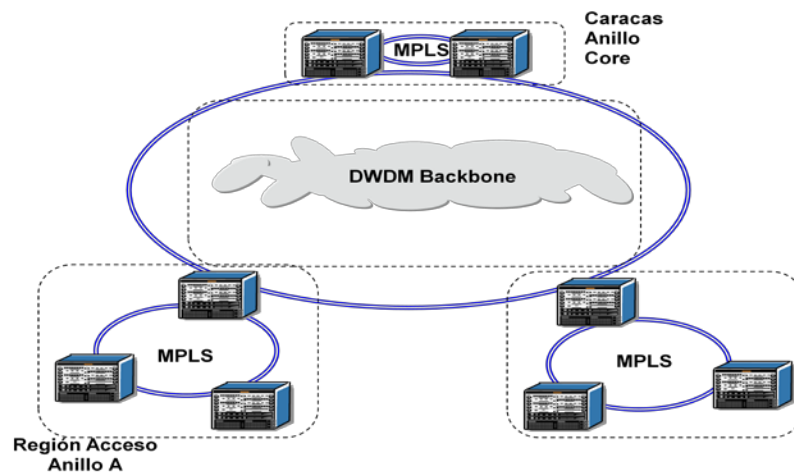 Caracas
Anillo
Core
MPLS
DWDM Backbone
MPLS
MPLS
Región Acceso
Anillo A